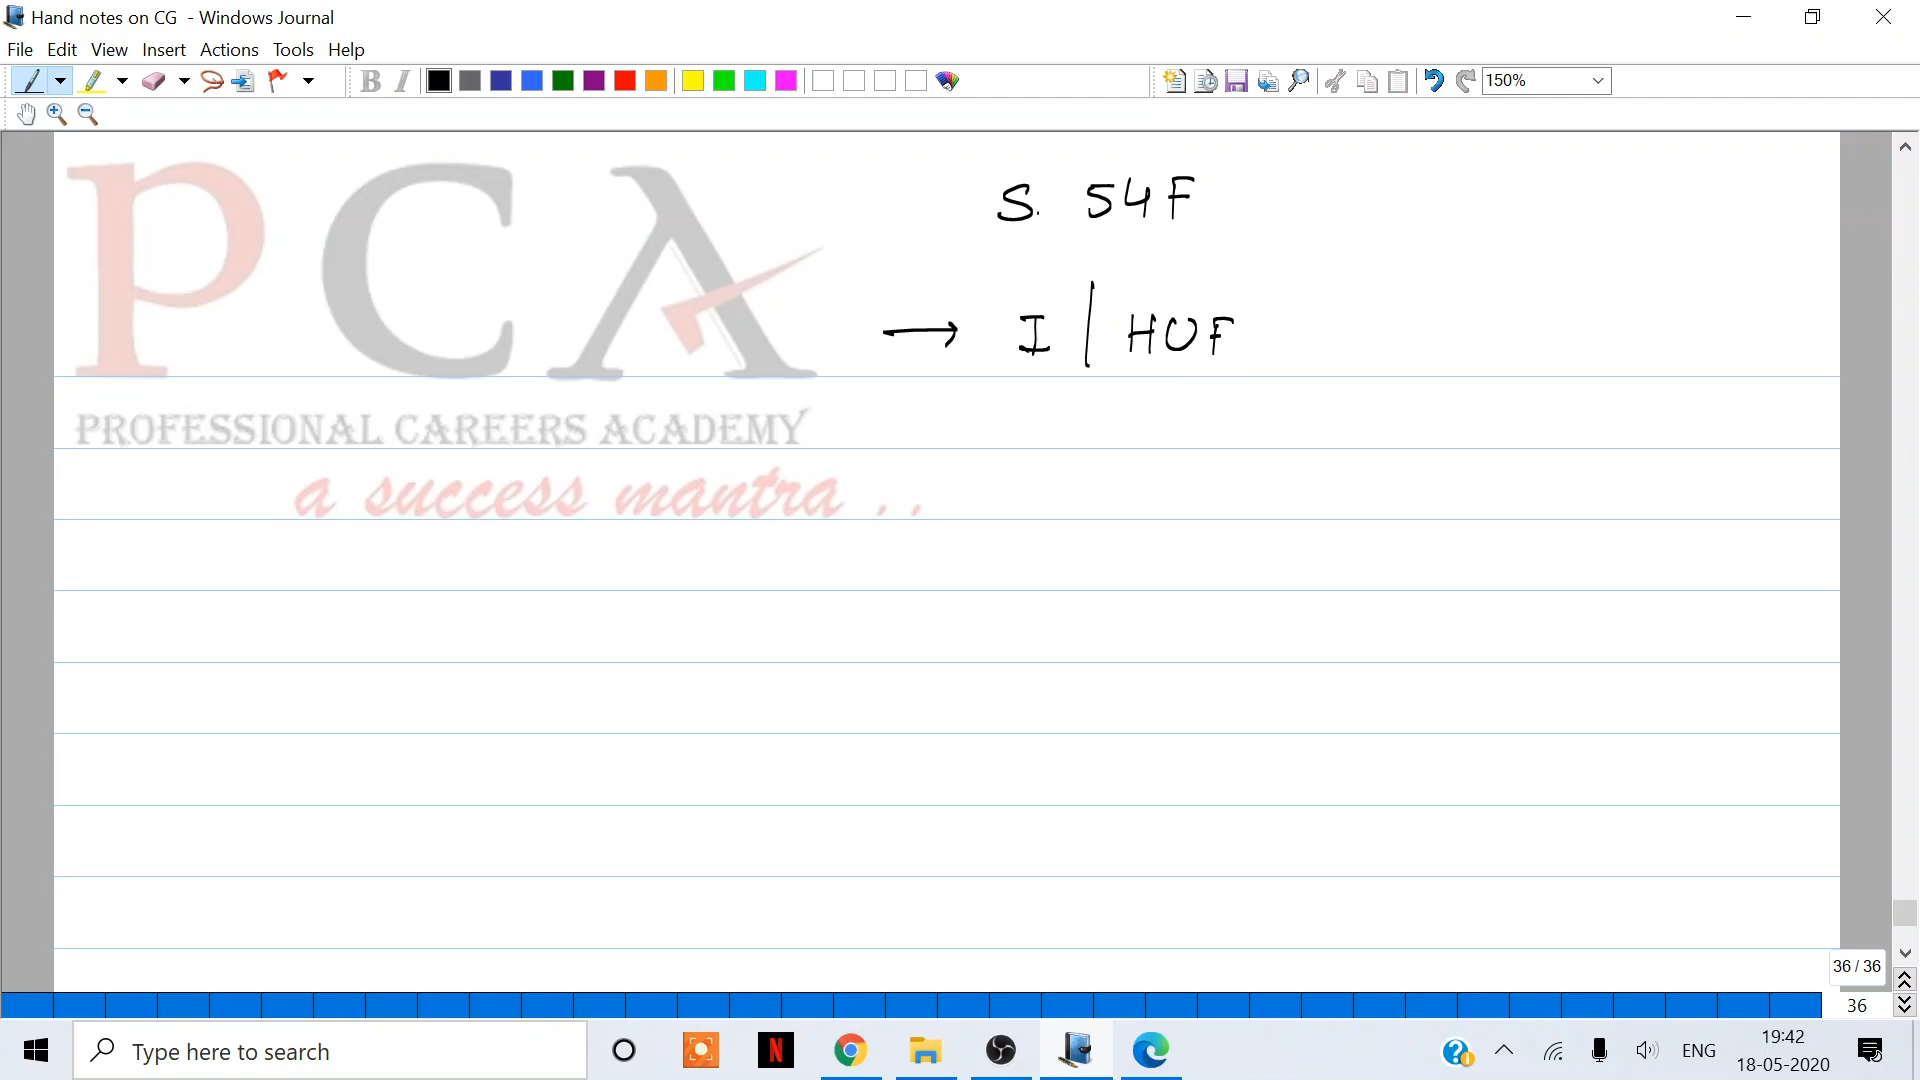 Hand notes on CG - Windows Journal
File Edit View Insert Actions Tools Help
B I 150%
PCA
S. 54F
→ I | HUF
PROFESSIONAL CAREERS ACADEMY
a success mantra ..
36 / 36
36
Type here to search
N
ENG
19:42
18-05-2020